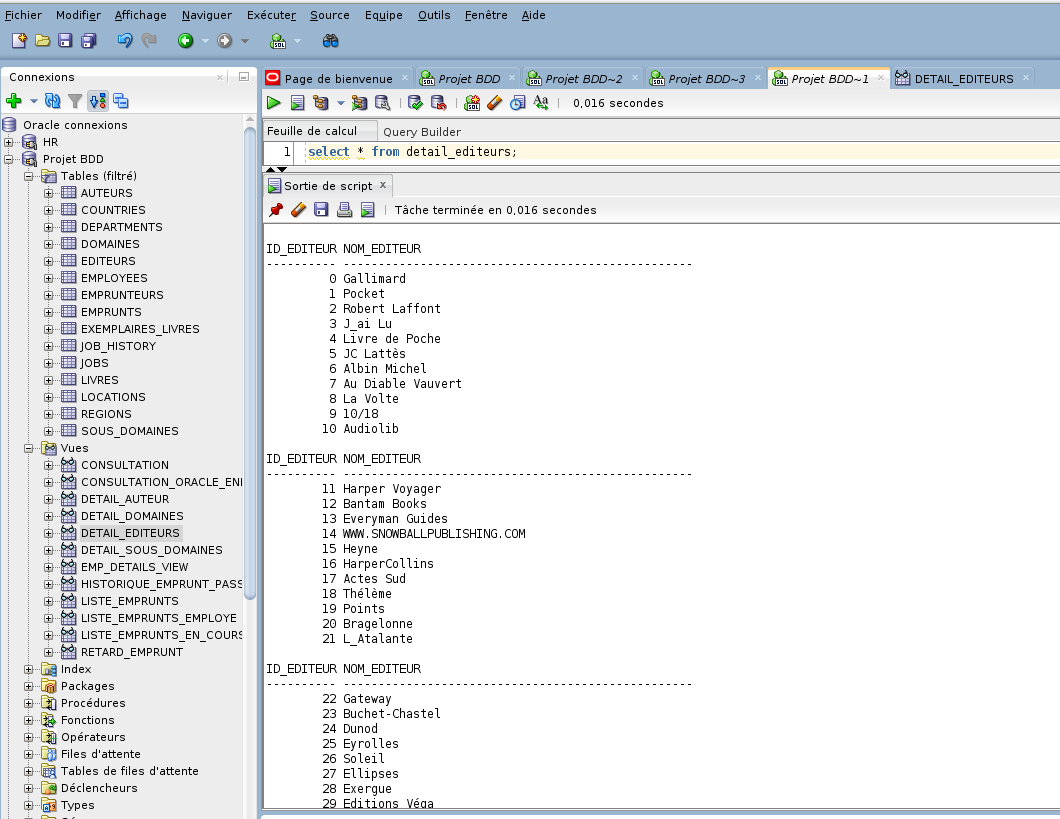 Fichier Modifier Affichage Naviguer Exécuter Source Equipe Outils Fenêtre Aide
Connexions
Oracle connexions
HR
Projet BDD
Tables (filtré)
AUTEURS
COUNTRIES
DEPARTMENTS
DOMAINES
EDITEURS
EMPLOYEES
EMPRUNTEURS
EMPRUNTS
EXEMPLAIRES_LIVRES
JOB_HISTORY
JOBS
LIVRES
LOCATIONS
REGIONS
SOUS_DOMAINES
Vues
CONSULTATION
CONSULTATION_ORACLE_EN
DETAIL_AUTEUR
DETAIL_DOMAINES
DETAIL_EDITEURS
DETAIL_SOUS_DOMAINES
EMP_DETAILS_VIEW
HISTORIQUE_EMPRUNT_PASS
LISTE_EMPRUNTS
LISTE_EMPRUNTS_EMPLOYE
LISTE_EMPRUNTS_EN_COURS
RETARD_EMPRUNT
Index
Packages
Procédures
Fonctions
Opérateurs
Files d'attente
Tables de files d'attente
Déclencheurs
Types
Page de bienvenue Projet BDD Projet BDD~2 Projet BDD~3 Projet BDD~1 DETAIL_EDITEURS
0,016 secondes
Feuille de calcul Query Builder
1 select * from detail_editeurs;
Sortie de script x
Tâche terminée en 0,016 secondes
ID_EDITEUR NOM_EDITEUR
---------- --------------------------------------------------
0 Gallimard
1 Pocket
2 Robert Laffont
3 J_ai Lu
4 Livre de Poche
5 JC Lattès
6 Albin Michel
7 Au Diable Vauvert
8 La Volte
9 10/18
10 Audiolib
ID_EDITEUR NOM_EDITEUR
---------- --------------------------------------------------
11 Harper Voyager
12 Bantam Books
13 Everyman Guides
14 WWW.SNOWBALLPUBLISHING.COM
15 Heyne
16 HarperCollins
17 Actes Sud
18 Thélème
19 Points
20 Bragelonne
21 L_Atalante
ID_EDITEUR NOM_EDITEUR
---------- --------------------------------------------------
22 Gateway
23 Buchet-Chastel
24 Dunod
25 Eyrolles
26 Soleil
27 Ellipses
28 Exergue
29 Editions Véga